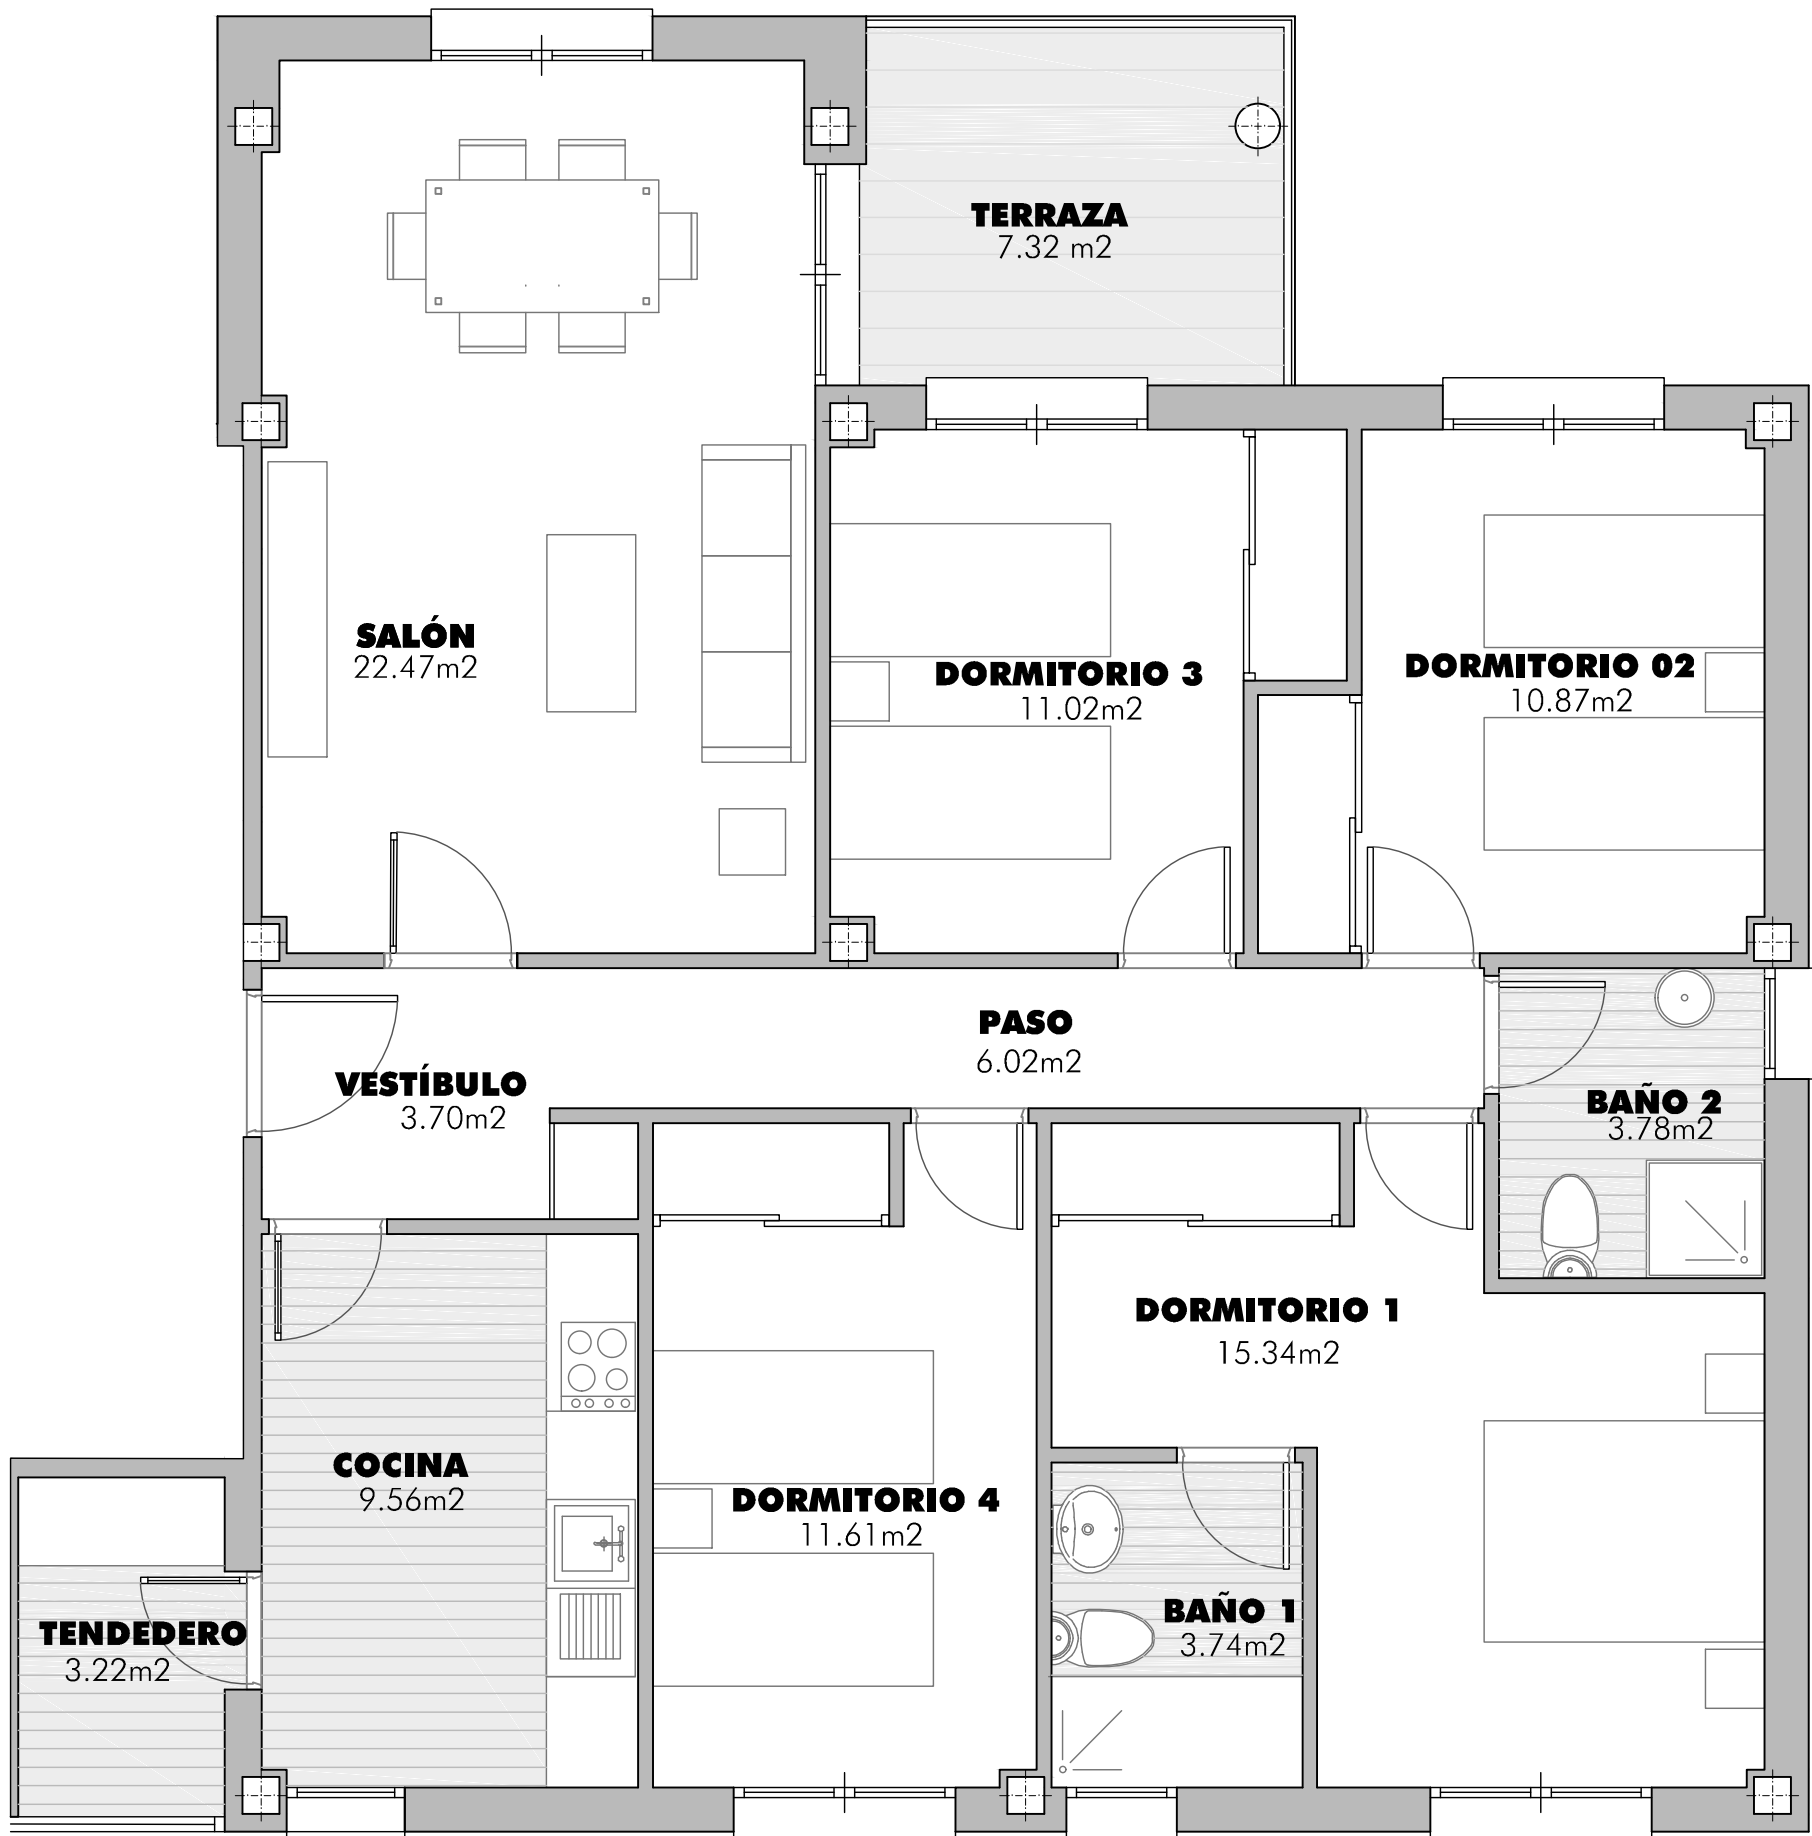 TERRAZA
7.32 m2
SALÓN
22.47m2
DORMITORIO 3
11.02m2
DORMITORIO 02
10.87m2
PASO
6.02m2
VESTÍBULO
3.70m2
BAÑO 2
3.78m2
DORMITORIO 1
15.34m2
COCINA
9.56m2
DORMITORIO 4
11.61m2
BAÑO 1
3.74m2
TENDEDERO
3.22m2